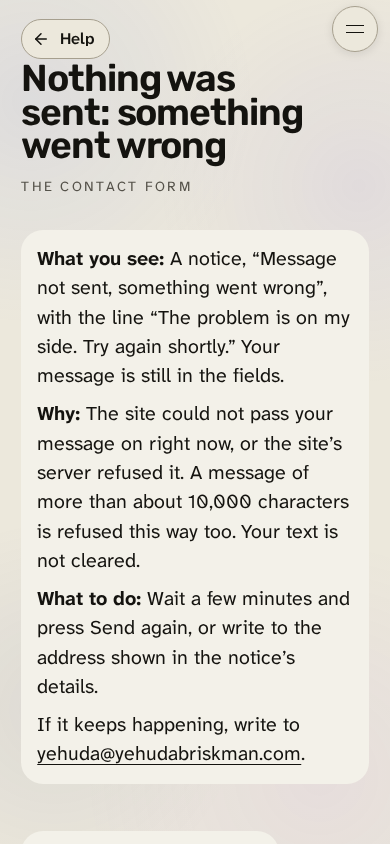 Help
Nothing was
sent: something
went wrong
THE CONTACT FORM
What you see: A notice, “Message
not sent, something went wrong”,
with the line “The problem is on my
side. Try again shortly.” Your
message is still in the fields.
Why: The site could not pass your
message on right now, or the site’s
server refused it. A message of
more than about 10,000 characters
is refused this way too. Your text is
not cleared.
What to do: Wait a few minutes and
press Send again, or write to the
address shown in the notice’s
details.
If it keeps happening, write to
yehuda@yehudabriskman.com.